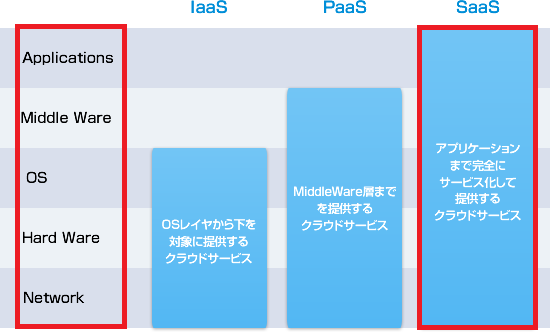 IaaS
PaaS
SaaS
Applications
Middle Ware
OS
Hard Ware
Network
OSレイヤから下を
対象に提供する
クラウドサービス
MiddleWare層まで
を提供する
クラウドサービス
アプリケーション
まで完全に
サービス化して
提供する
クラウドサービス